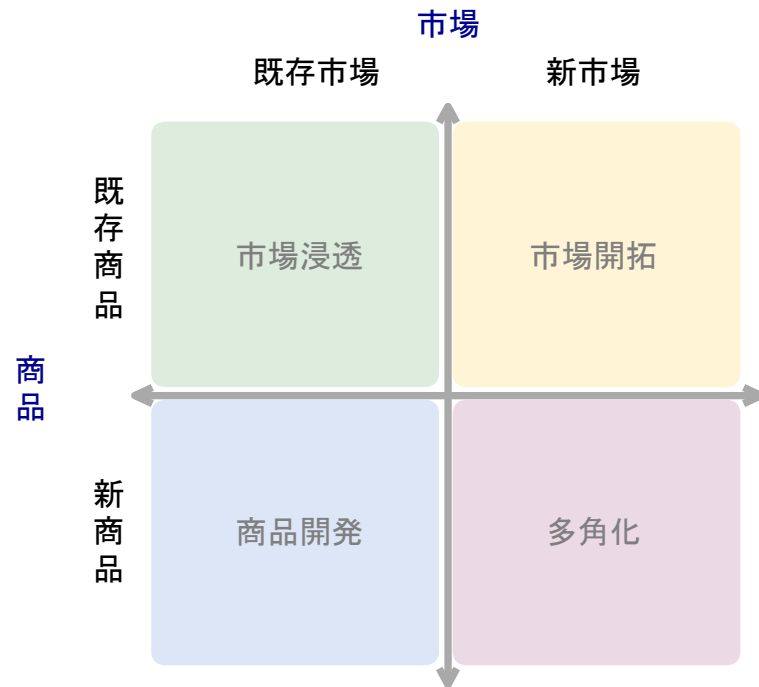 市場
既存市場
新市場
既存商品
市場浸透
市場開拓
商品
新商品
商品開発
多角化